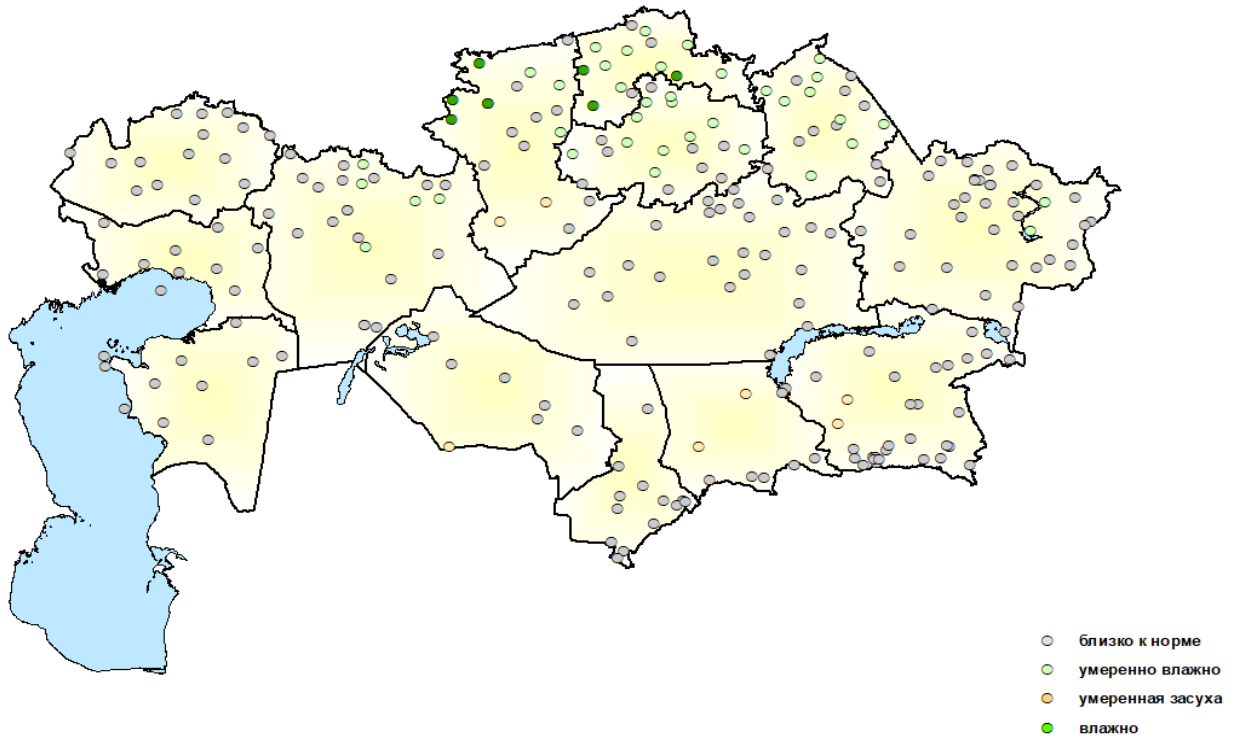 близко к норме
умеренно влажно
умеренная засуха
влажно